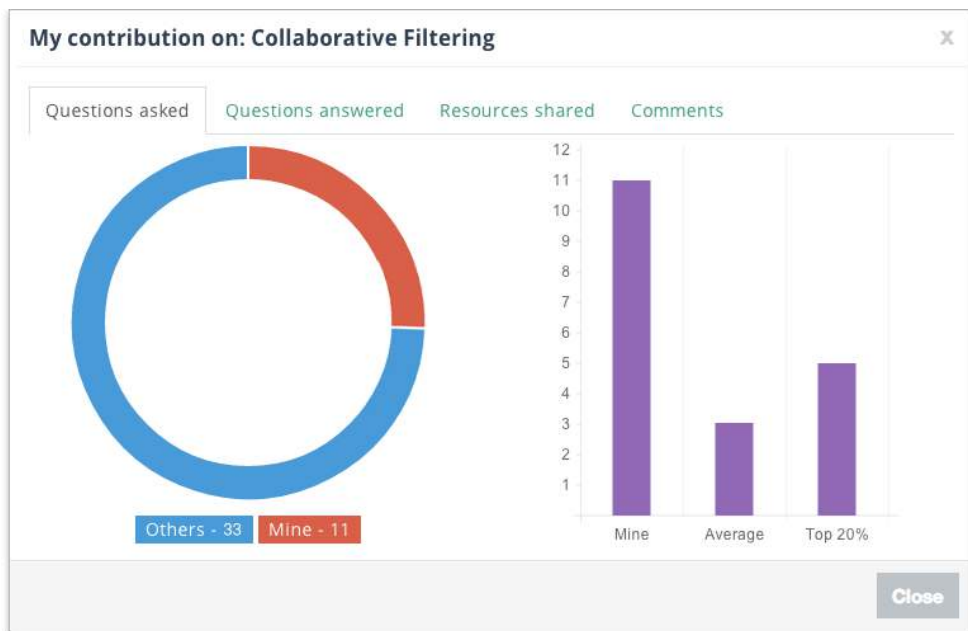 My contribution on: Collaborative Filtering
x
Questions asked Questions answered Resources shared Comments
12
11
10
9
8
7
6
5
4
3
2
1
Mine Average Top 20%
Others - 33 Mine - 11
Close